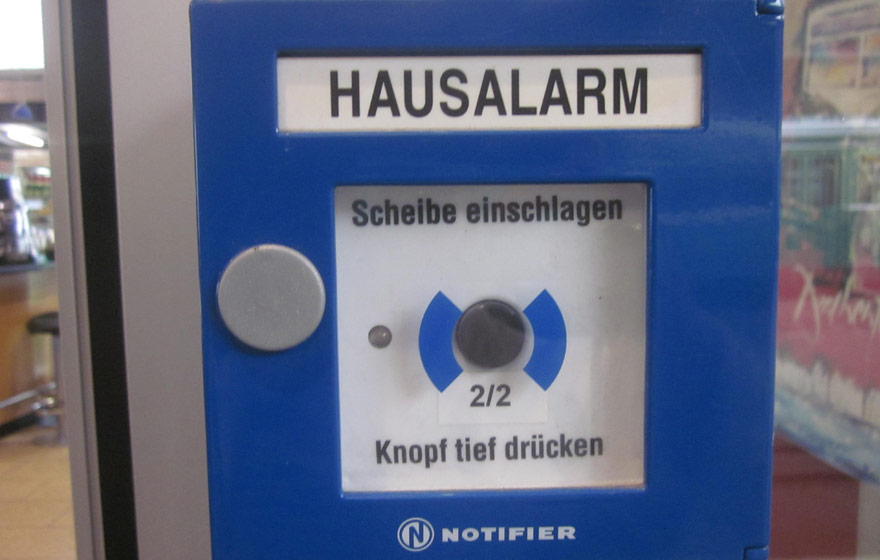 HAUSALARM
Scheibe einschlagen
2/2
Knopf tief drücken
N NOTIFIER